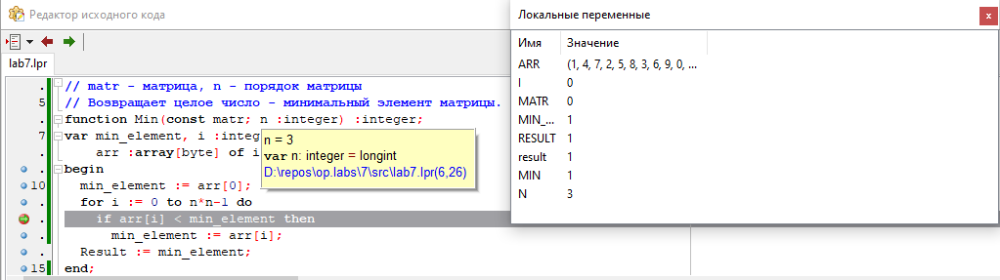 Редактор исходного кода
lab7.lpr
. // matr - матрица, n - порядок матрицы
5 // Возвращает целое число - минимальный элемент матрицы.
. function Min(const matr; n :integer) :integer;
7 var min_element, i :integ
. arr :array[byte] of i
. begin
10 min_element := arr[0];
. for i := 0 to n*n-1 do
. if arr[i] < min_element then
. min_element := arr[i];
. Result := min_element;
15 end;
n = 3
var n: integer = longint
D:\repos\op.labs\7\src\lab7.lpr(6,26)
Локальные переменные
x
Имя Значение
ARR (1, 4, 7, 2, 5, 8, 3, 6, 9, 0, ...
I 0
MATR 0
MIN_... 1
RESULT 1
result 1
MIN 1
N 3